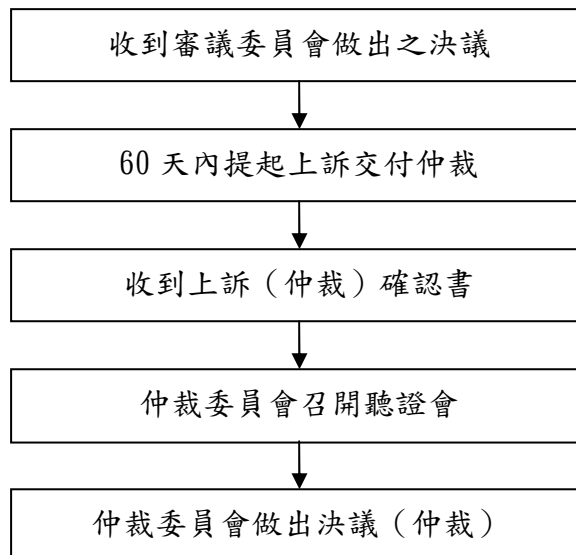 收到審議委員會做出之決議
60 天內提起上訴交付仲裁
收到上訴（仲裁）確認書
仲裁委員會召開聽證會
仲裁委員會做出決議（仲裁）